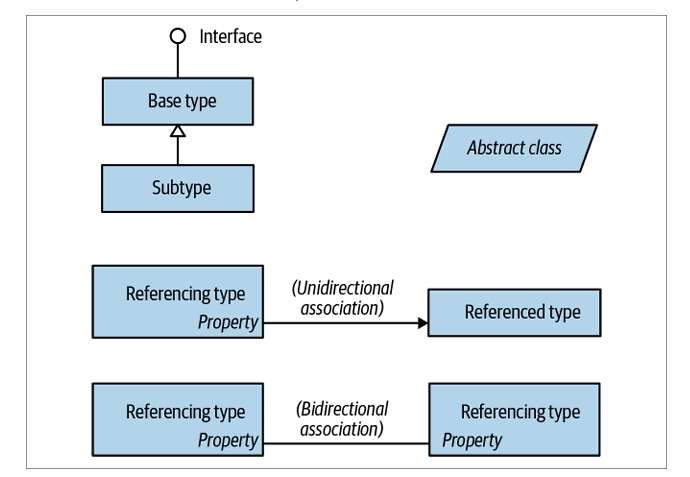 Interface
Base type
Abstract class
Subtype
Referencing type
Property
(Unidirectional
association)
Referenced type
Referencing type
Property
(Bidirectional
association)
Referencing type
Property